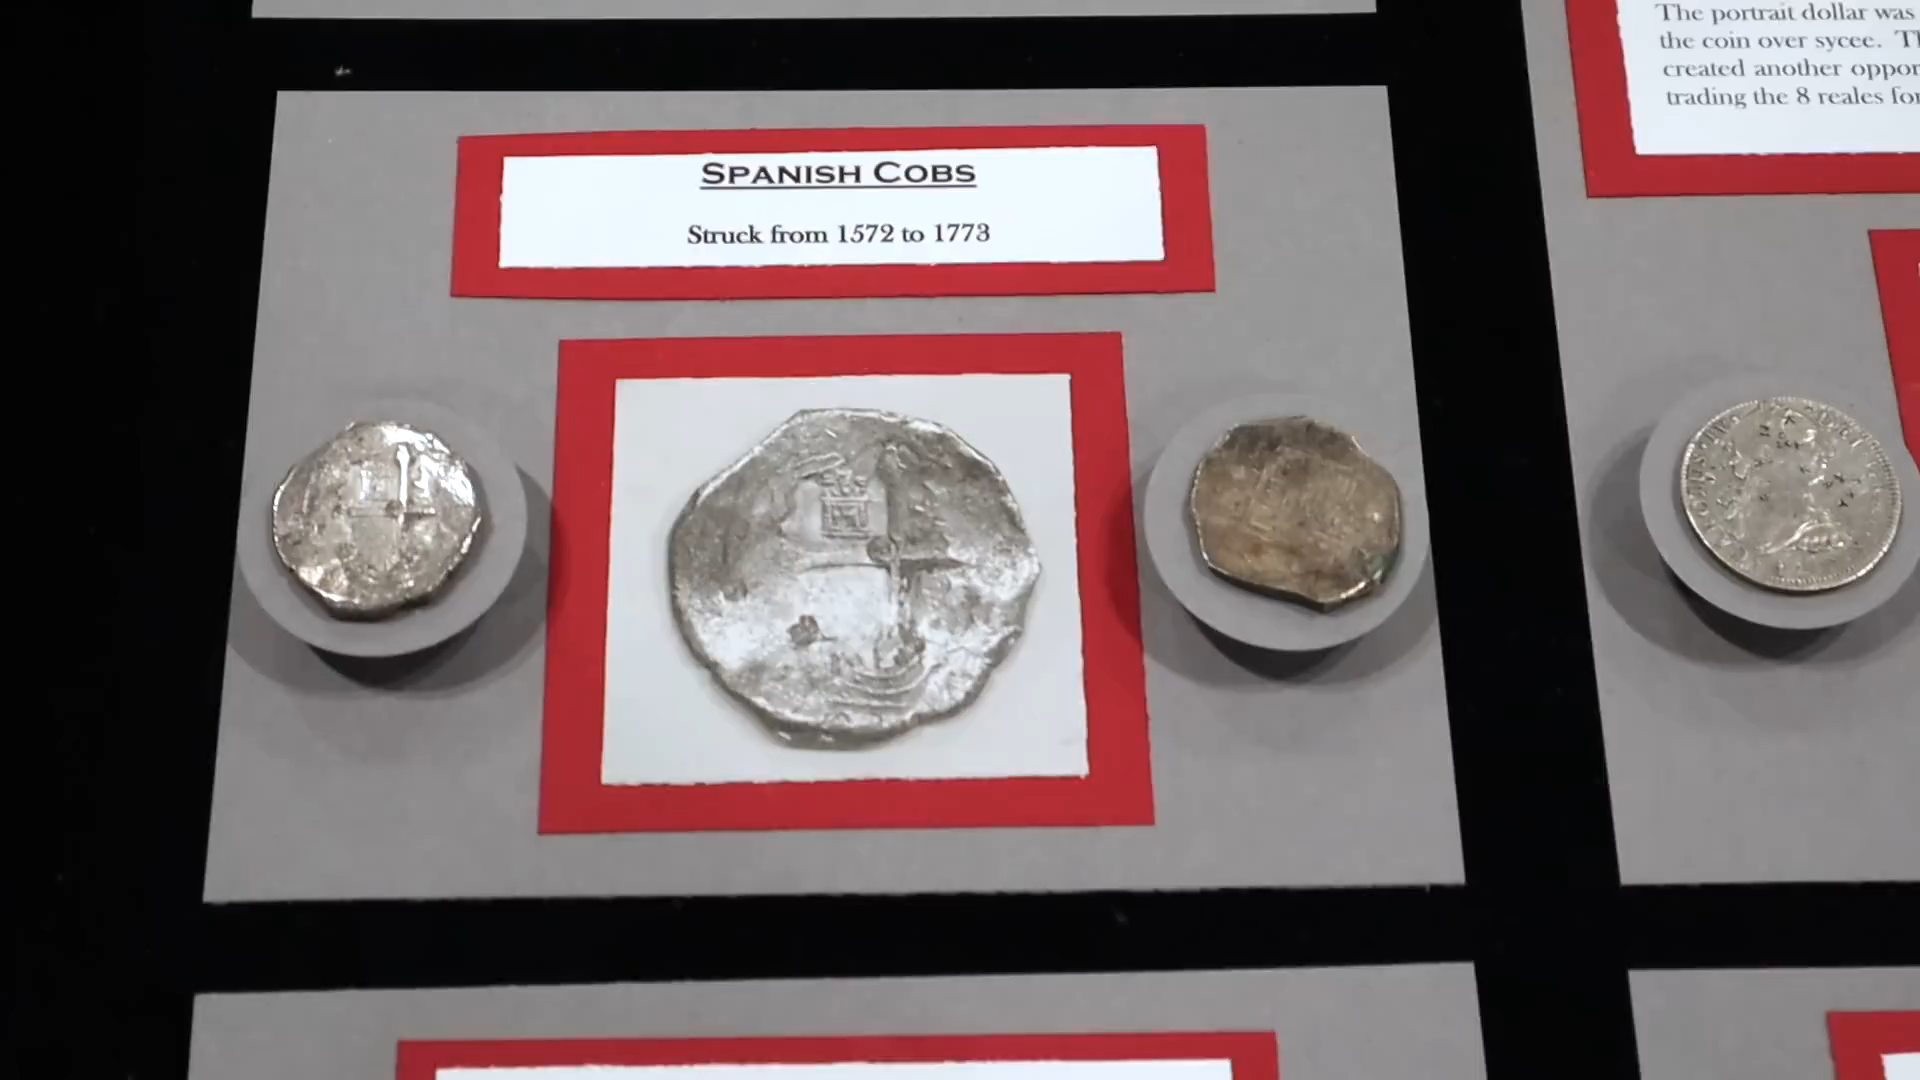 SPANISH COBS
Struck from 1572 to 1773
The portrait dollar was
the coin over sycee.
created another
trading the 8 reales